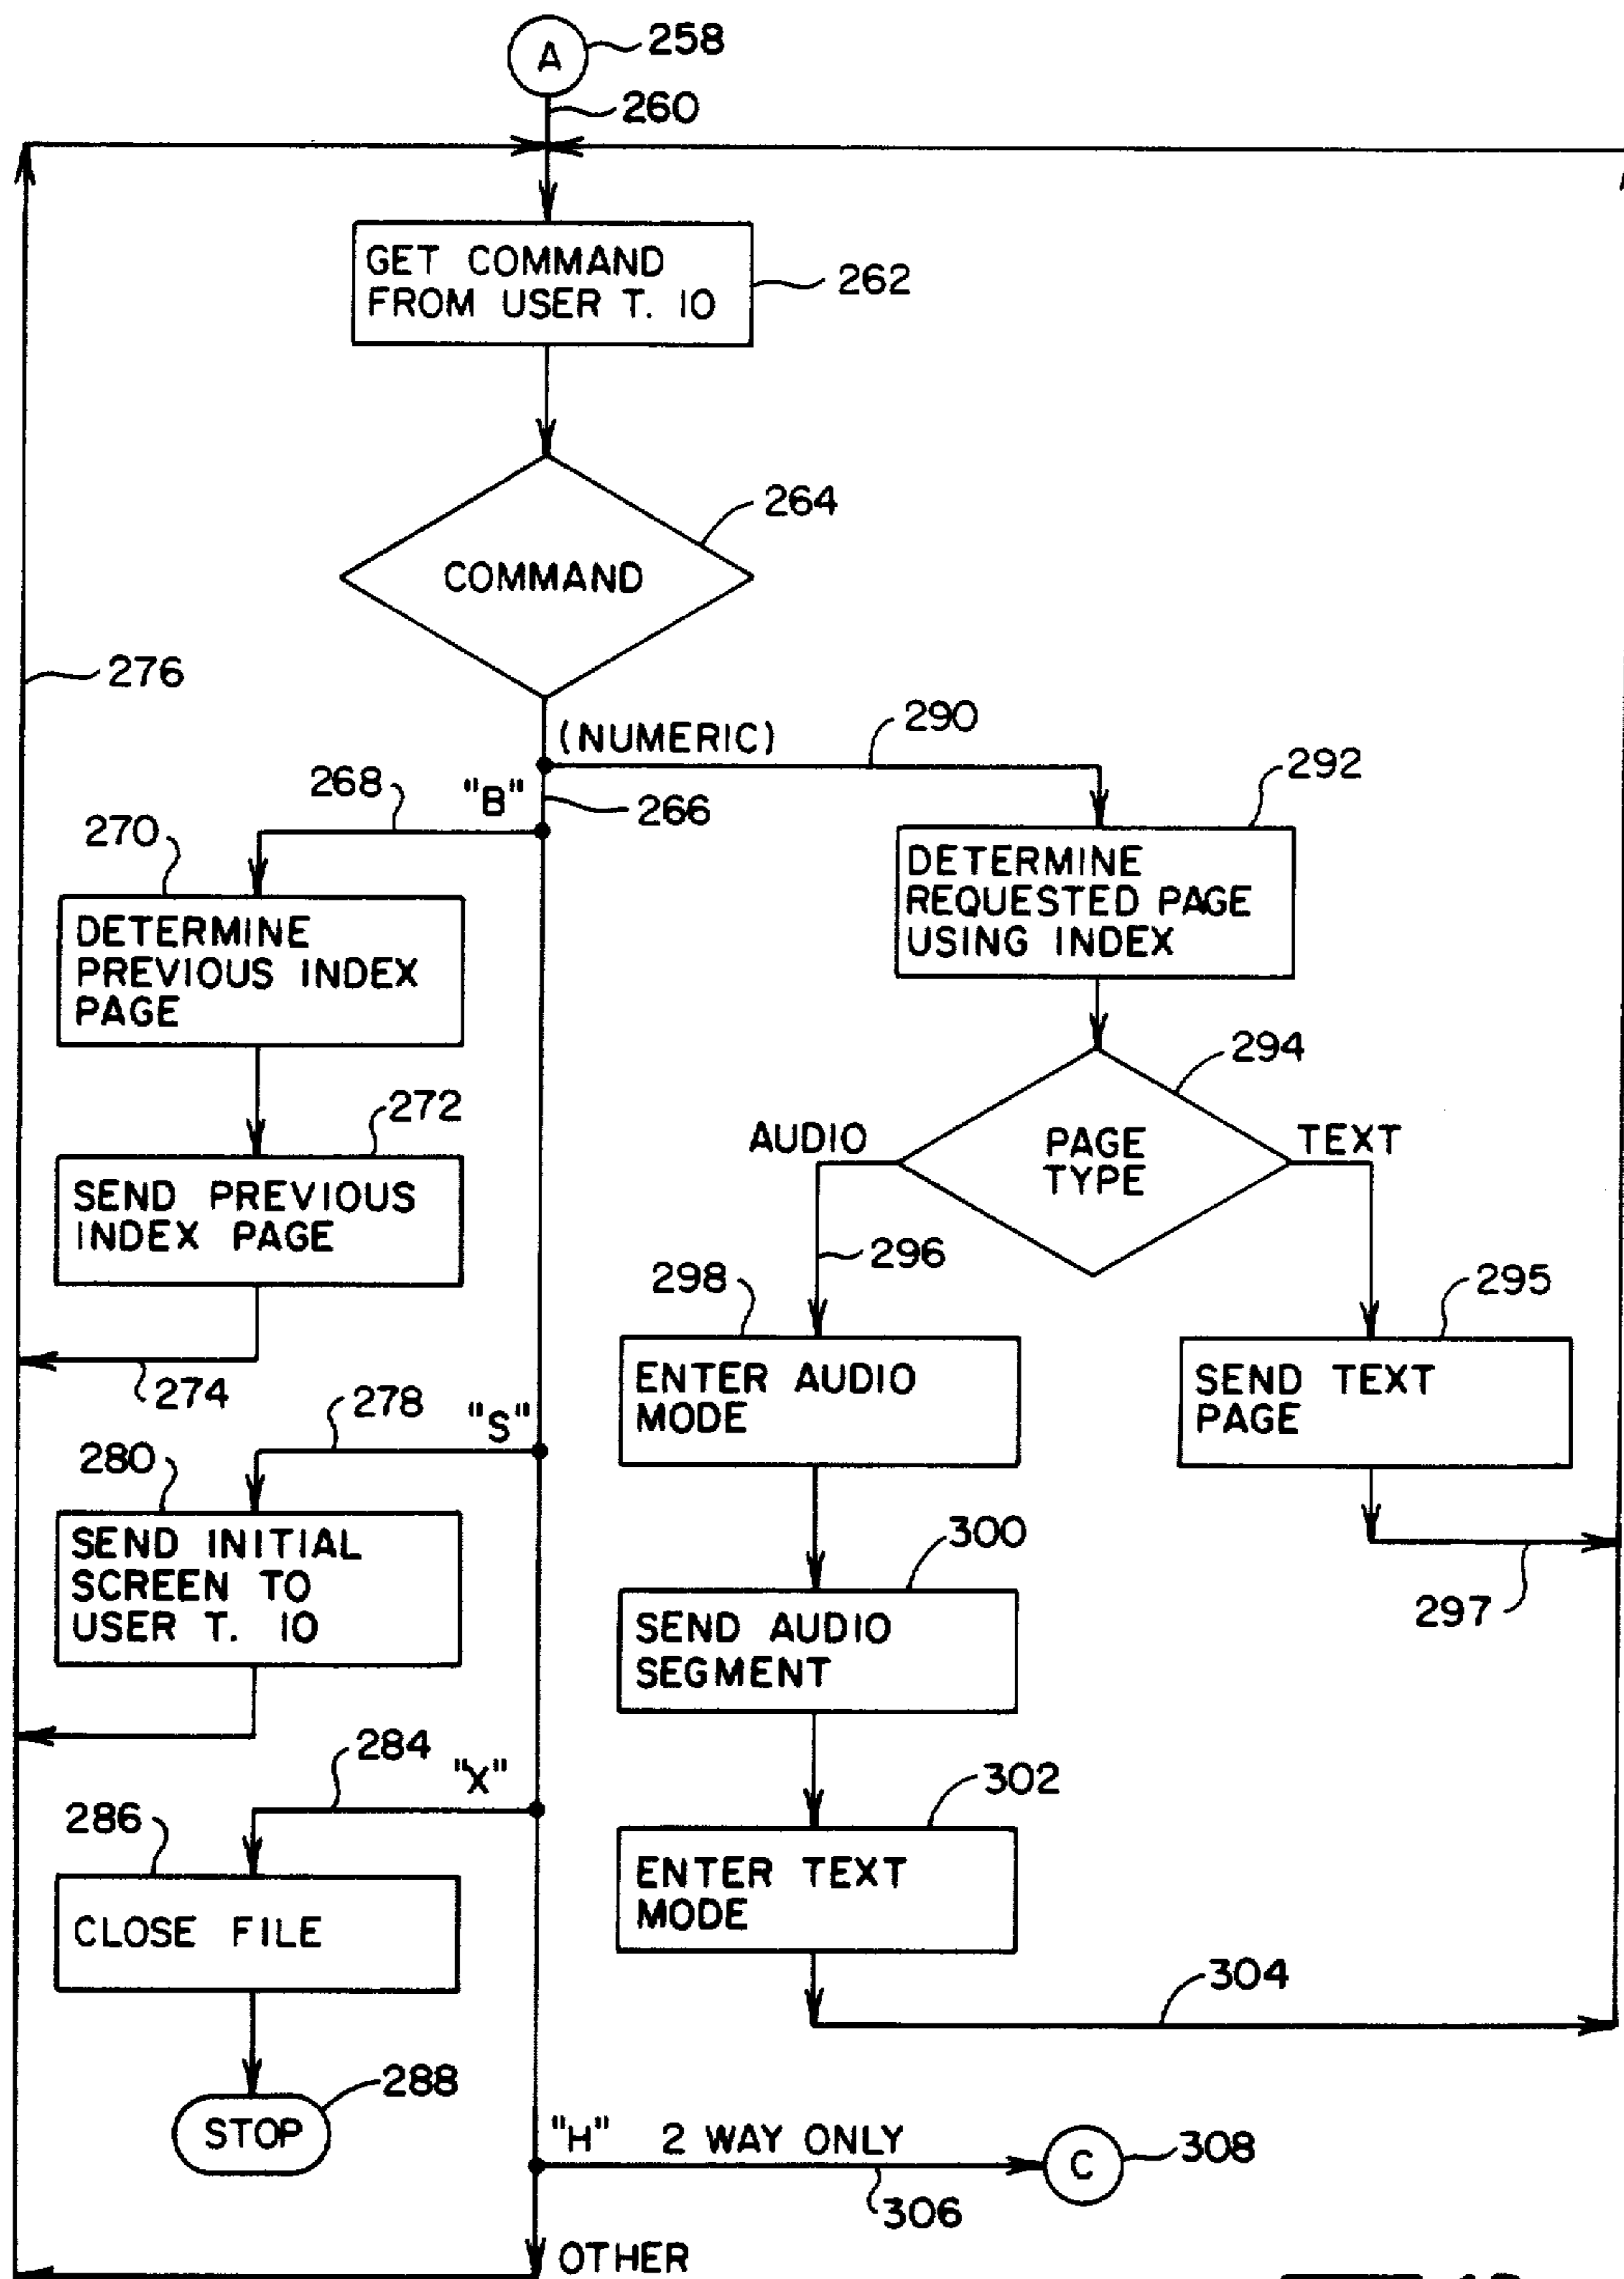 A
258
260
GET COMMAND
FROM USER T. 10
262
264
COMMAND
276
(NUMERIC)
290
292
268
"B"
266
270
DETERMINE
PREVIOUS INDEX
PAGE
DETERMINE
REQUESTED PAGE
USING INDEX
294
272
AUDIO
PAGE
TYPE
TEXT
SEND PREVIOUS
INDEX PAGE
296
298
295
274
ENTER AUDIO
MODE
SEND TEXT
PAGE
278
"S"
280
300
SEND INITIAL
SCREEN TO
USER T. 10
297
SEND AUDIO
SEGMENT
284
"X"
302
286
CLOSE FILE
ENTER TEXT
MODE
304
288
STOP
"H" 2 WAY ONLY
C
308
306
OTHER